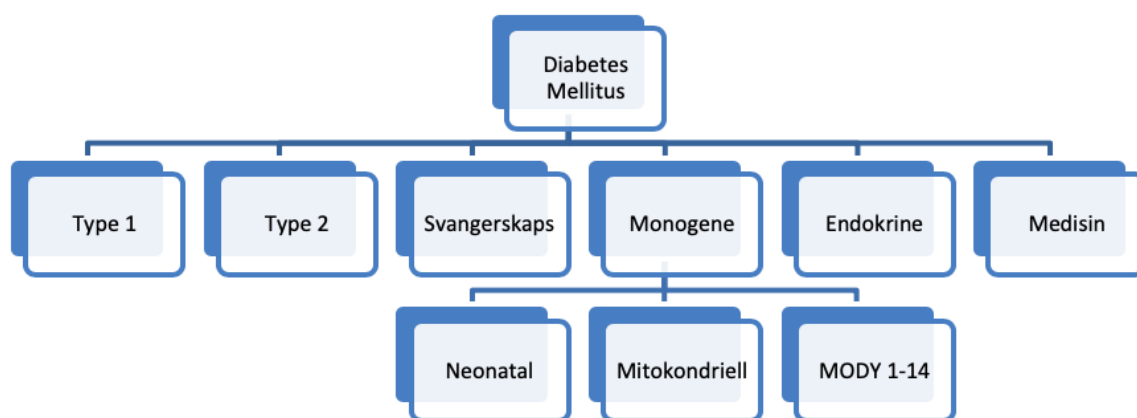 Diabetes
Mellitus
Type 1
Type 2
Svangerskaps
Monogene
Endokrine
Medisin
Neonatal
Mitokondriell
MODY 1-14